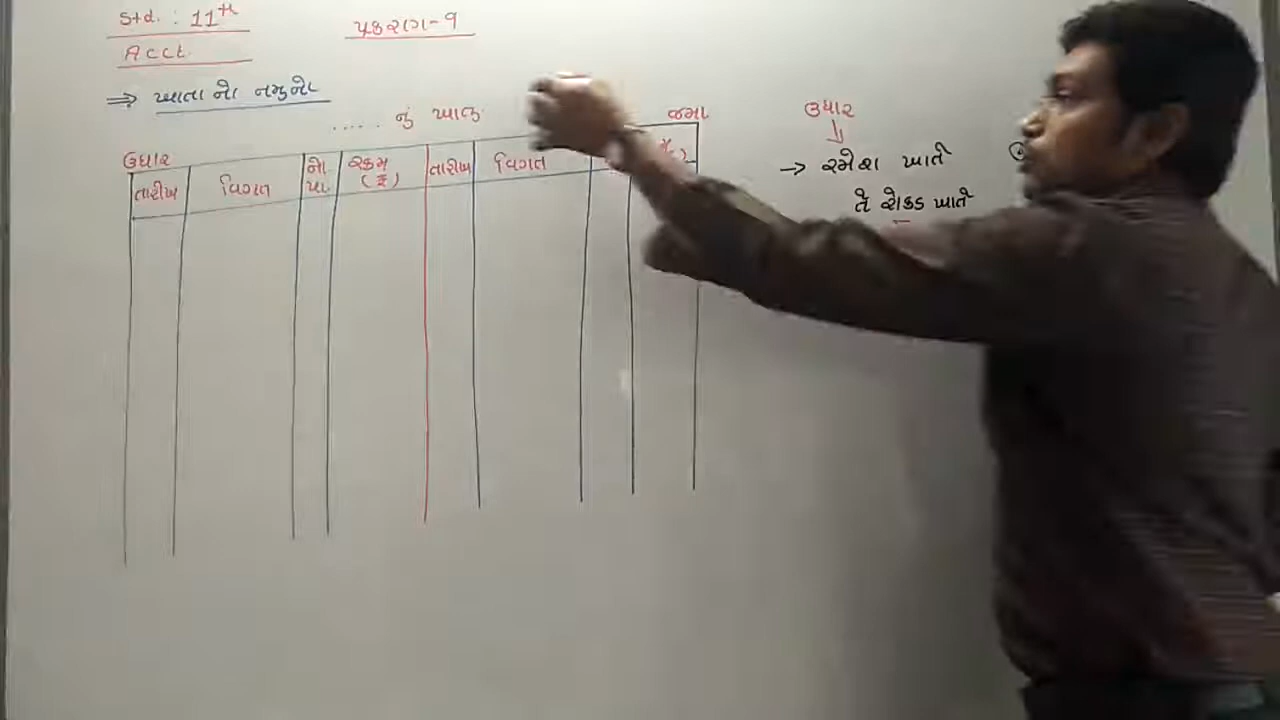 Std. : 11th
પ્રકરણ-૧
Acct.
⇒ ખાતાનો નમુનો
..... નું ખાતુ
ઉધાર
જમા
તારીખ વિગત નો પા. રકમ (₹) તારીખ વિગત
ઉધાર
→ રમેશ ખાતે
તે રોકડ ખાતે